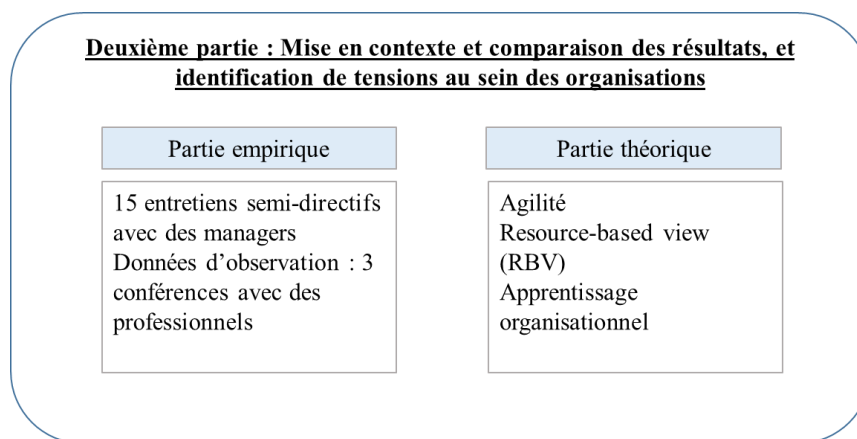 Deuxième partie : Mise en contexte et comparaison des résultats, et
identification de tensions au sein des organisations
Partie empirique
15 entretiens semi-directifs
avec des managers
Données d'observation : 3
conférences avec des
professionnels
Partie théorique
Agilité
Resource-based view
(RBV)
Apprentissage
organisationnel